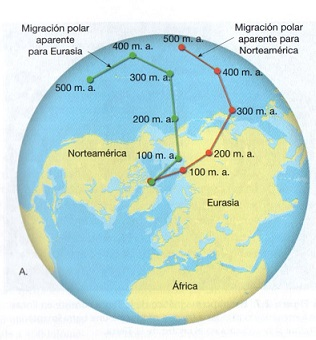 Migración polar
aparente
para Eurasia
Migración polar
aparente para
Norteamérica
500 m. a.
400 m. a.
500 m. a.
400 m. a.
300 m. a.
300 m. a.
200 m. a.
Norteamérica
100 m. a.
200 m. a.
100 m. a.
Eurasia
África
A.